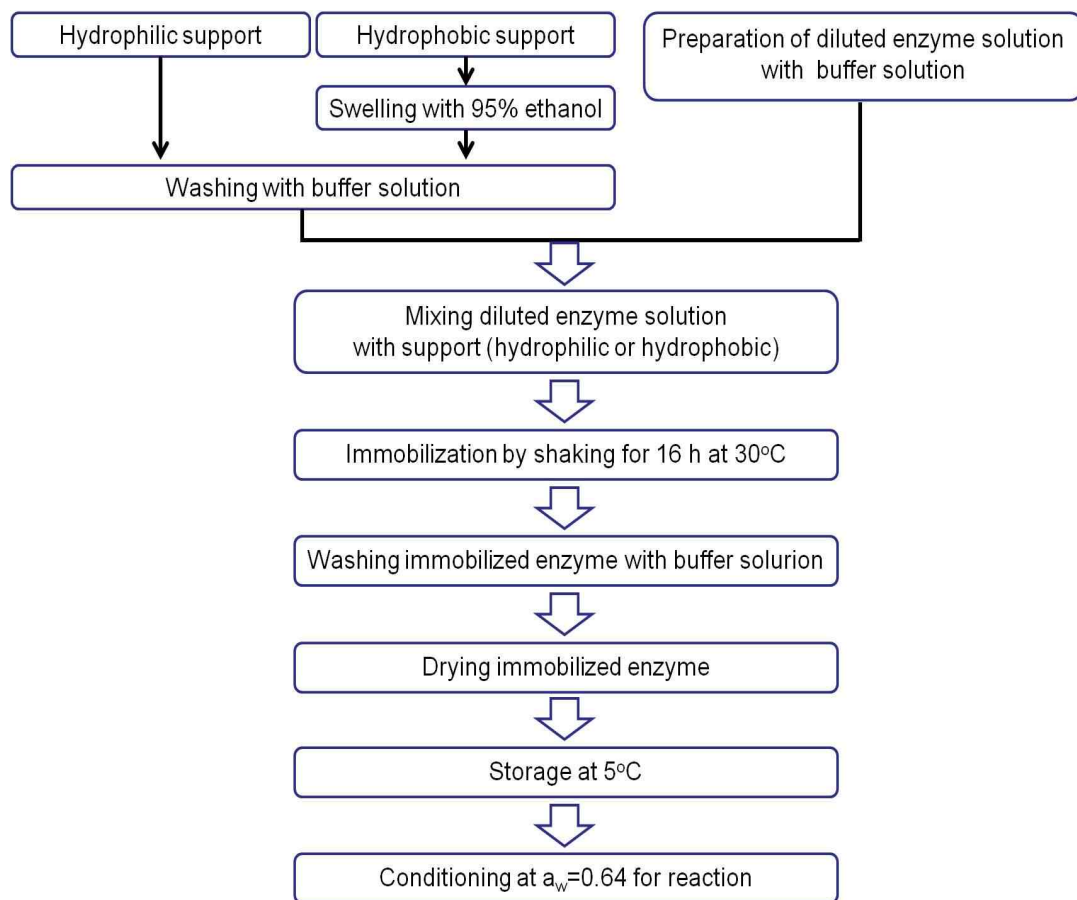 Hydrophilic support
Hydrophobic support
Preparation of diluted enzyme solution
with buffer solution
Swelling with 95% ethanol
Washing with buffer solution
Mixing diluted enzyme solution
with support (hydrophilic or hydrophobic)
Immobilization by shaking for 16 h at 30°C
Washing immobilized enzyme with buffer solurion
Drying immobilized enzyme
Storage at 5°C
Conditioning at aw=0.64 for reaction